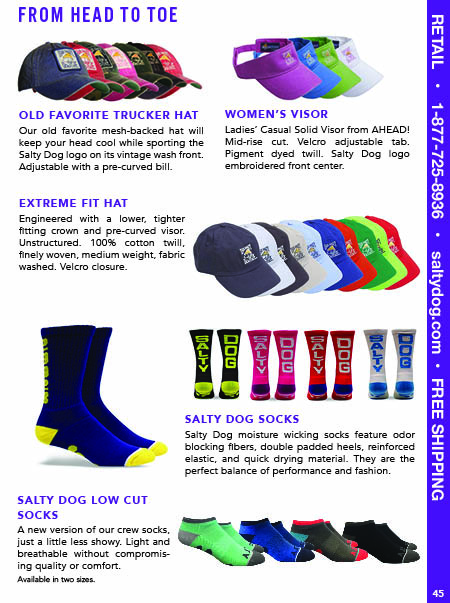 FROM HEAD TO TOE
OLD FAVORITE TRUCKER HAT
Our old favorite mesh-backed hat will
keep your head cool while sporting the
Salty Dog logo on its vintage wash front.
Adjustable with a pre-curved bill.
WOMEN'S VISOR
Ladies' Casual Solid Visor from AHEAD!
Mid-rise cut. Velcro adjustable tab.
Pigment dyed twill. Salty Dog logo
embroidered front center.
EXTREME FIT HAT
Engineered with a lower, tighter
fitting crown and pre-curved visor.
Unstructured. 100% cotton twill,
finely woven, medium weight, fabric
washed. Velcro closure.
SALTY DOG SALTY DOG SALTY DOG SALTY DOG
SALTY DOG SOCKS
Salty Dog moisture wicking socks feature odor
blocking fibers, double padded heels, reinforced
elastic, and quick drying material. They are the
perfect balance of performance and fashion.
SALTY DOG LOW CUT
SOCKS
A new version of our crew socks,
just a little less showy. Light and
breathable without compromis-
ing quality or comfort.
Available in two sizes.
RETAIL • 1-877-725-8936 • saltydog.com • FREE SHIPPING
45